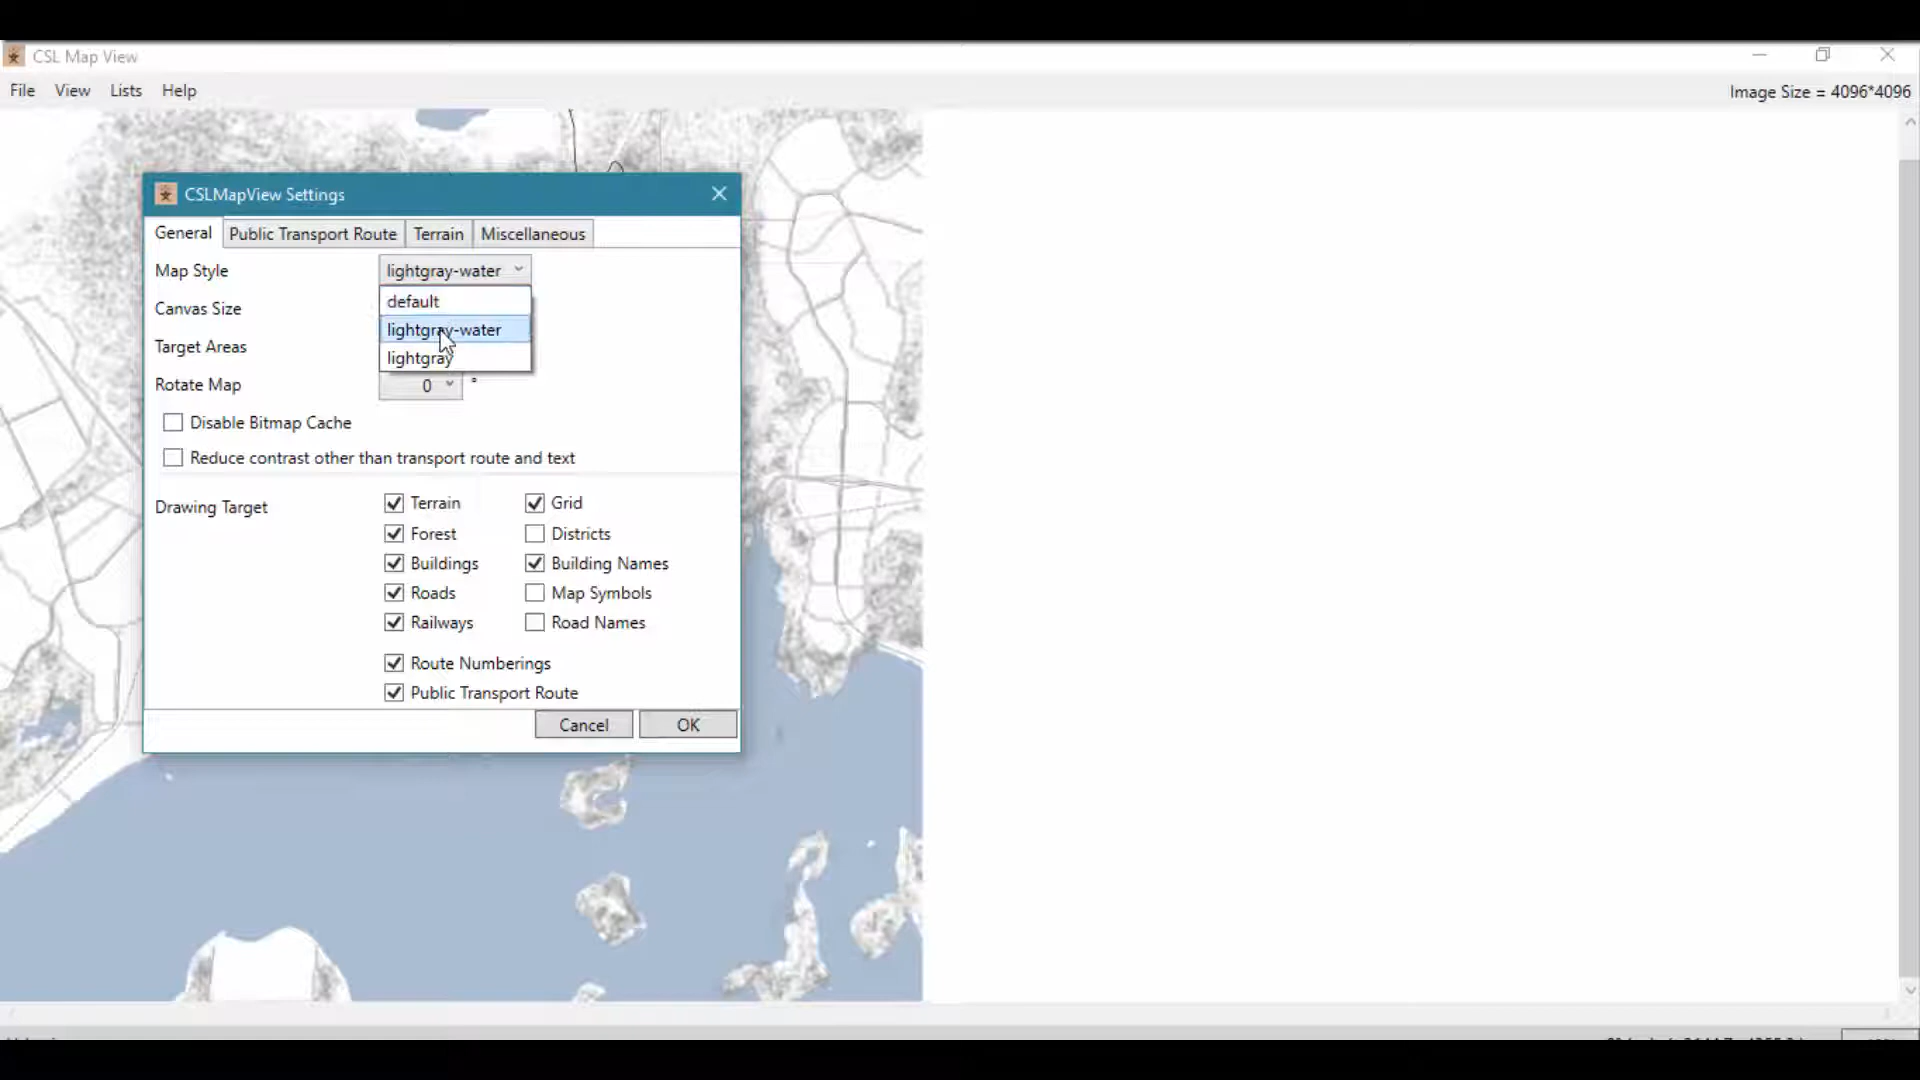 CSL Map View
File View Lists Help
Image Size = 4096*4096
CSLMapView Settings
General Public Transport Route Terrain Miscellaneous
Map Style lightgray-water
default
Canvas Size
lightgray-water
Target Areas
lightgray
Rotate Map 0 °
Disable Bitmap Cache
Reduce contrast other than transport route and text
Drawing Target
Terrain Grid
Forest Districts
Buildings Building Names
Roads Map Symbols
Railways Road Names
Route Numberings
Public Transport Route
Cancel OK